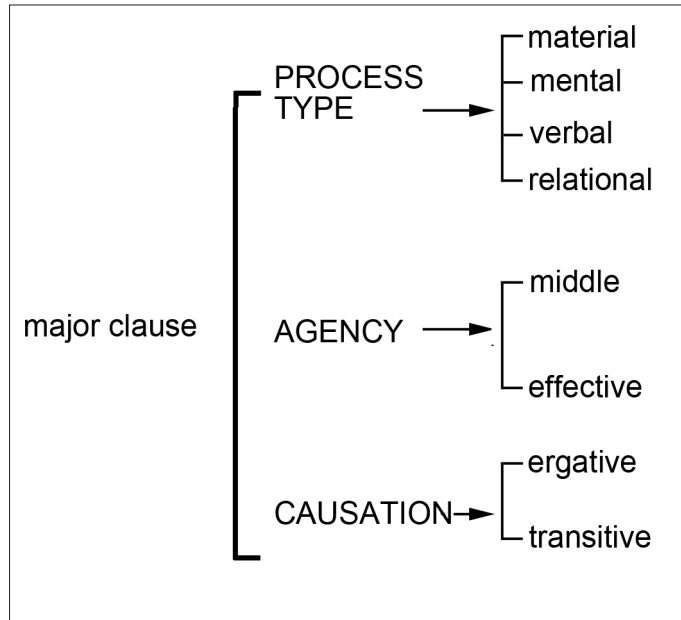 material
PROCESS
TYPE
mental
verbal
relational
middle
major clause
AGENCY
effective
ergative
CAUSATION
transitive